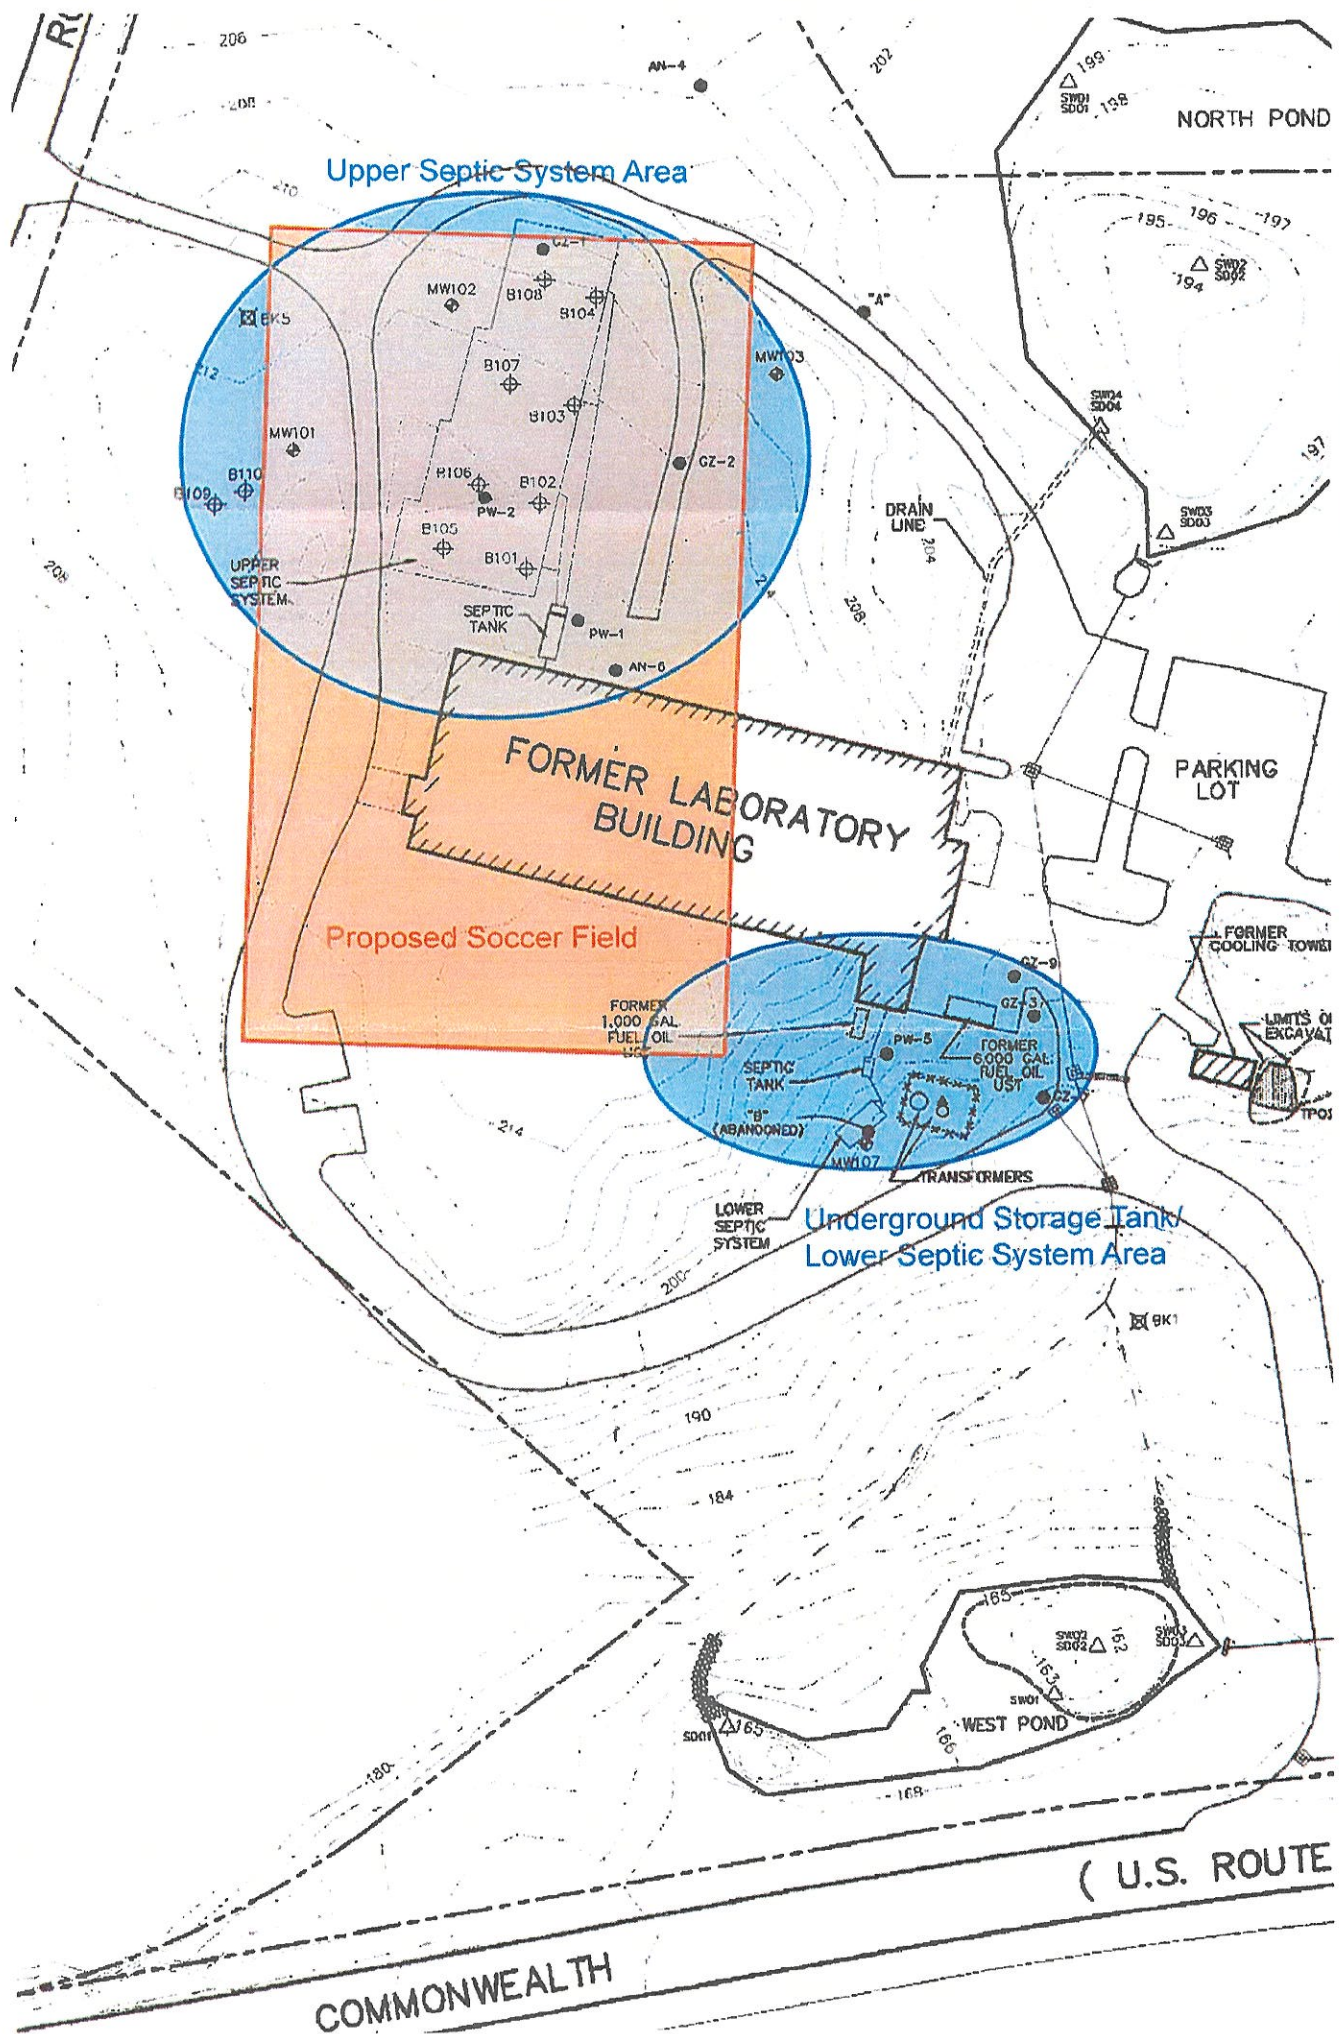 206
202
AN-4
199
SW01
SD01
198
NORTH POND
208
Upper Septic System Area
210
195
196
197
SW02
SD02
194
GZ-1
MW102
B108
B104
"A"
BK5
MW103
212
B107
B103
SW04
SD04
MW101
197
GZ-2
B106
B102
B110
B109
PW-2
DRAIN
LINE
SW03
SD03
B105
204
B101
208
UPPER
SEPTIC
SYSTEM
208
SEPTIC
TANK
PW-1
AN-6
FORMER LABORATORY
BUILDING
PARKING
LOT
Proposed Soccer Field
FORMER
COOLING
GZ-9
FORMER
1,000 GAL
FUEL OIL
UST
GZ-3
LIMITS
PW-5
FORMER
6,000 GAL.
FUEL OIL
UST
SEPTIC
TANK
"B"
(ABANDONED)
MW107
TRANSFORMERS
214
LOWER
SEPTIC
SYSTEM
Underground Storage Tank/
Lower Septic System Area
200
BK1
190
184
165
SW02
SD02
162
SW03
SD03
163
SW01
WEST POND
SD01
165
166
180
168
( U.S. ROUTE
COMMONWEALTH